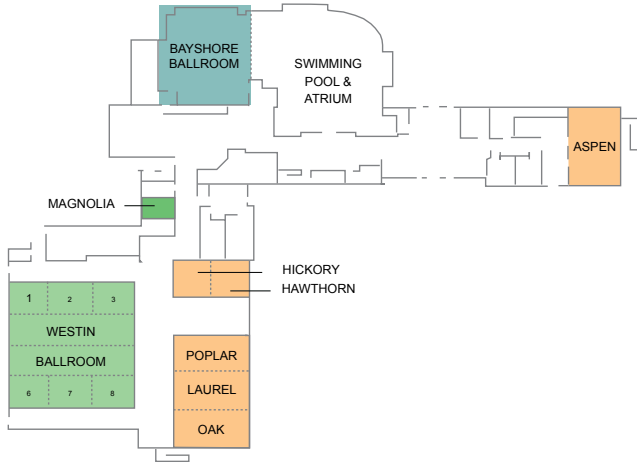 BAYSHORE
BALLROOM
SWIMMING
POOL &
ATRIUM
ASPEN
MAGNOLIA
HICKORY
HAWTHORN
1 2 3
WESTIN
BALLROOM
6 7 8
POPLAR
LAUREL
OAK